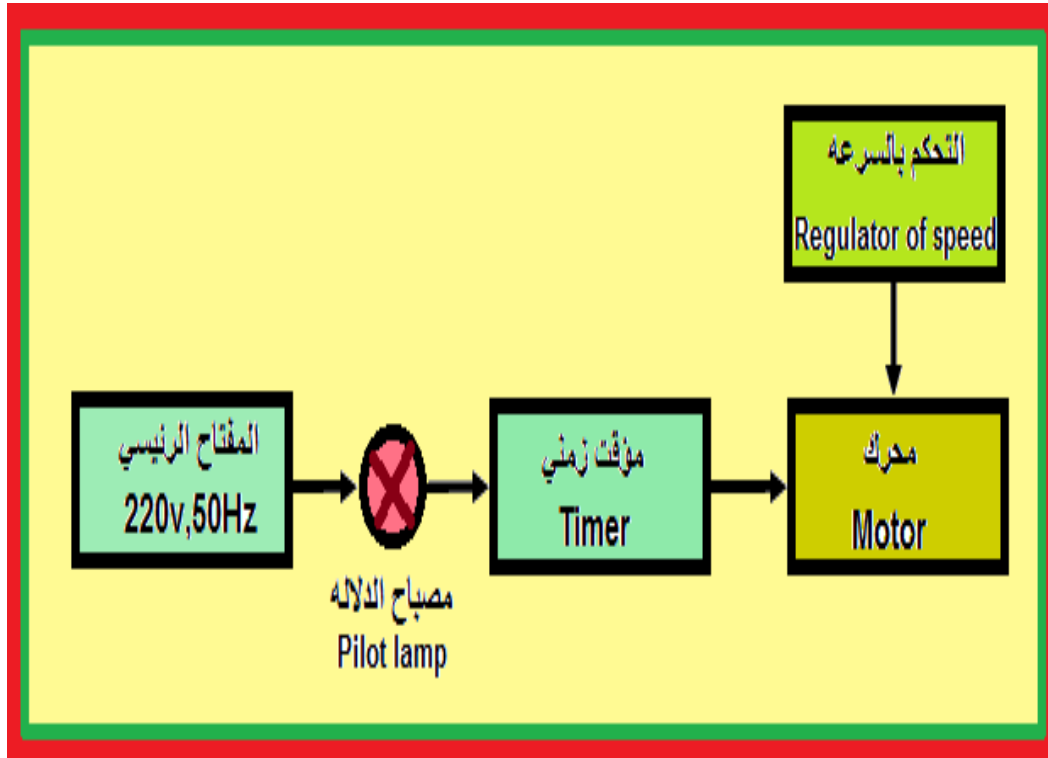 التحكم بالسرعه
Regulator of speed
المفتاح الرئيسي
220v,50Hz
مصباح الدلاله
Pilot lamp
مؤقت زمني
Timer
محرك
Motor